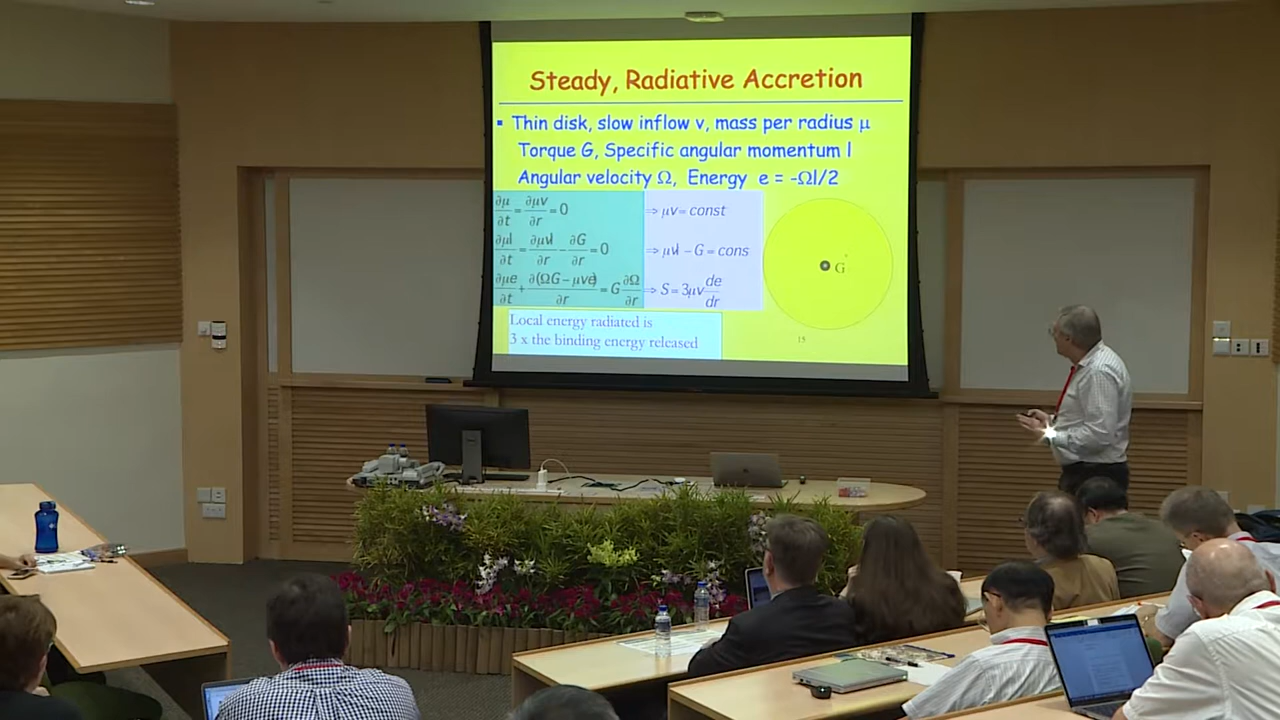 Steady, Radiative Accretion
▪ Thin disk, slow inflow v, mass per radius μ
Torque G, Specific angular momentum l
Angular velocity Ω, Energy e = -Ωl/2
∂μ/∂t = ∂μv/∂r = 0 ⇒ μv = const
∂μl/∂t = ∂μvl/∂r − ∂G/∂r = 0 ⇒ μvl − G = cons
∂μe/∂t + ∂(ΩG − μve)/∂r = G ∂Ω/∂r ⇒ S = 3μv de/dr
G
Local energy radiated is
3 x the binding energy released
15